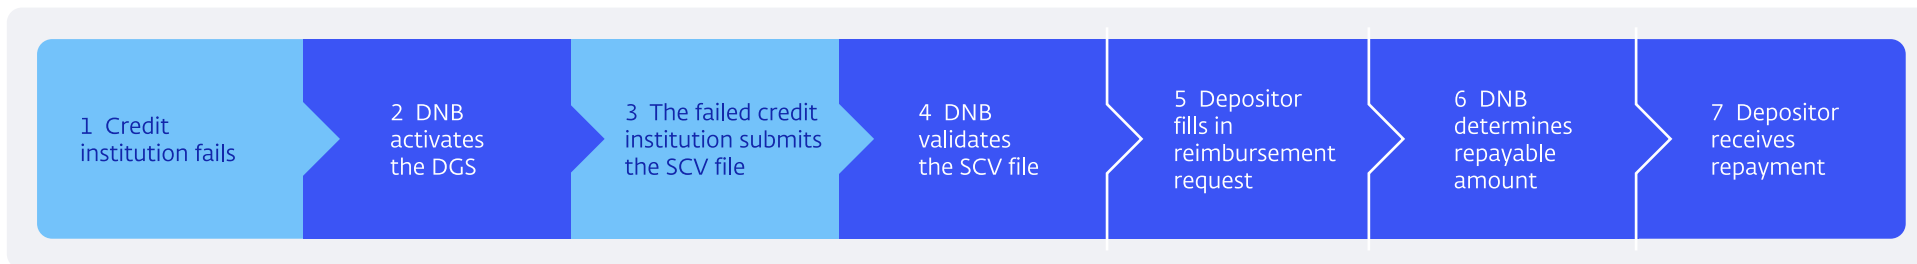 1 Credit
institution fails
2 DNB
activates
the DGS
3 The failed credit
institution submits
the SCV file
4 DNB
validates
the SCV file
5 Depositor
fills in
reimbursement
request
6 DNB
determines
repayable
amount
7 Depositor
receives
repayment